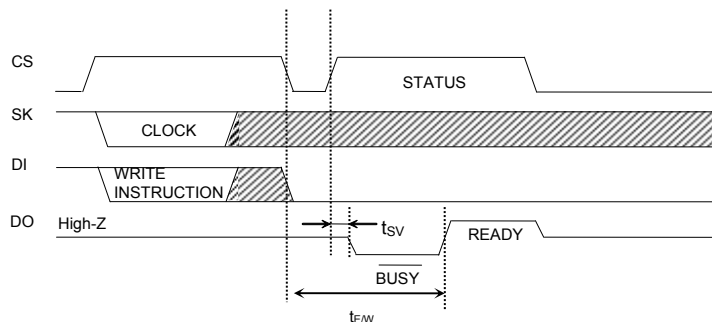 CS
STATUS
SK
CLOCK
DI
WRITE
INSTRUCTION
DO
High-Z
tSV
READY
BUSY
tE/W